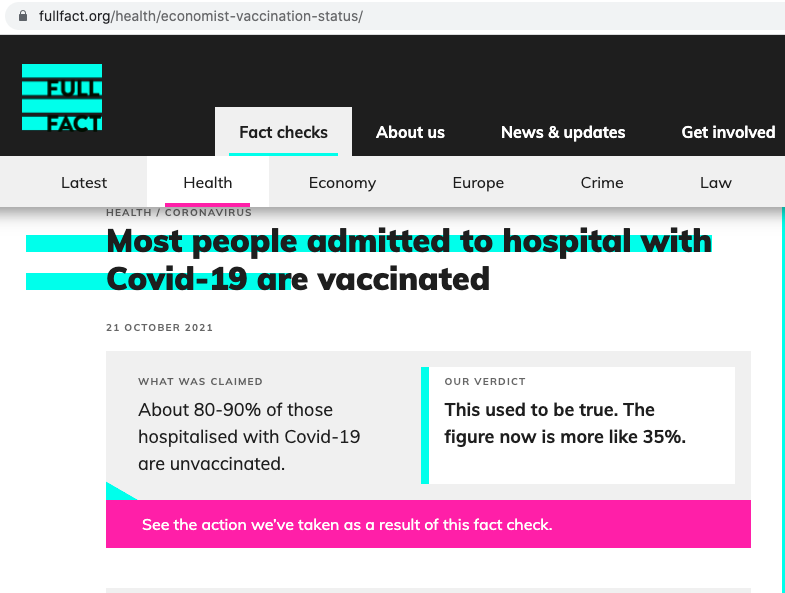 fullfact.org/health/economist-vaccination-status/
FULL
FACT
Fact checks About us News & updates Get involved
Latest Health Economy Europe Crime Law
HEALTH / CORONAVIRUS
Most people admitted to hospital with
Covid-19 are vaccinated
21 OCTOBER 2021
WHAT WAS CLAIMED
About 80-90% of those
hospitalised with Covid-19
are unvaccinated.
OUR VERDICT
This used to be true. The
figure now is more like 35%.
See the action we’ve taken as a result of this fact check.